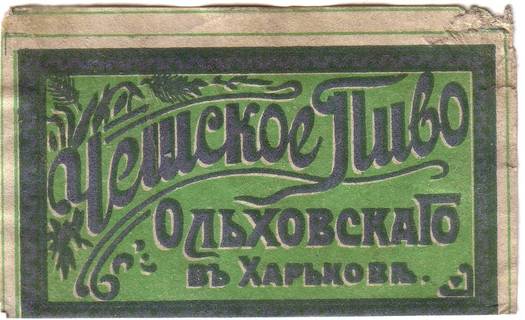 Чешское Пиво
Ольховскаго
въ Харьковѣ.